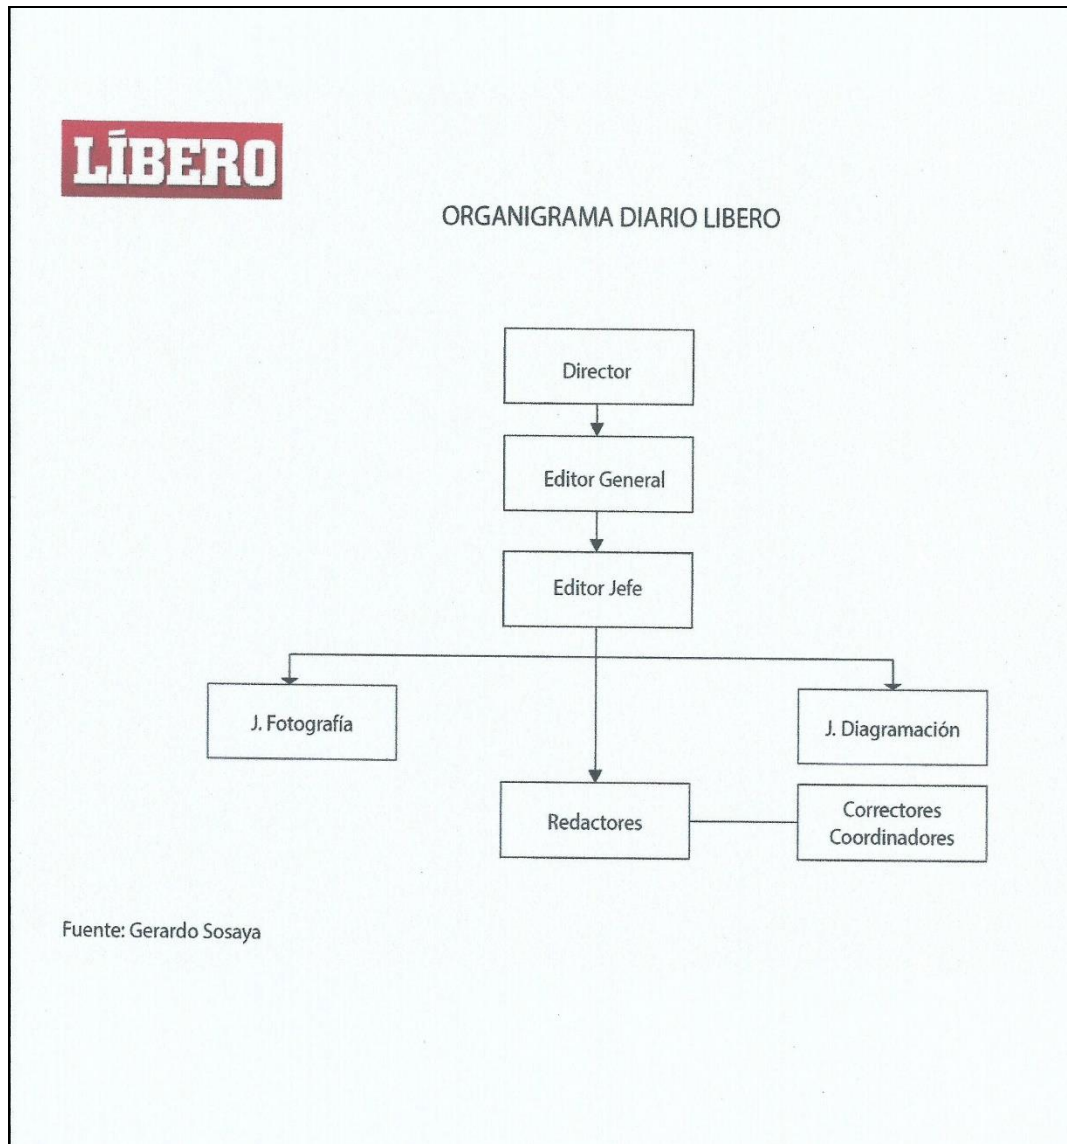 LÍBERO
ORGANIGRAMA DIARIO LIBERO
Director
Editor General
Editor Jefe
J. Fotografía
J. Diagramación
Redactores
Correctores
Coordinadores
Fuente: Gerardo Sosaya